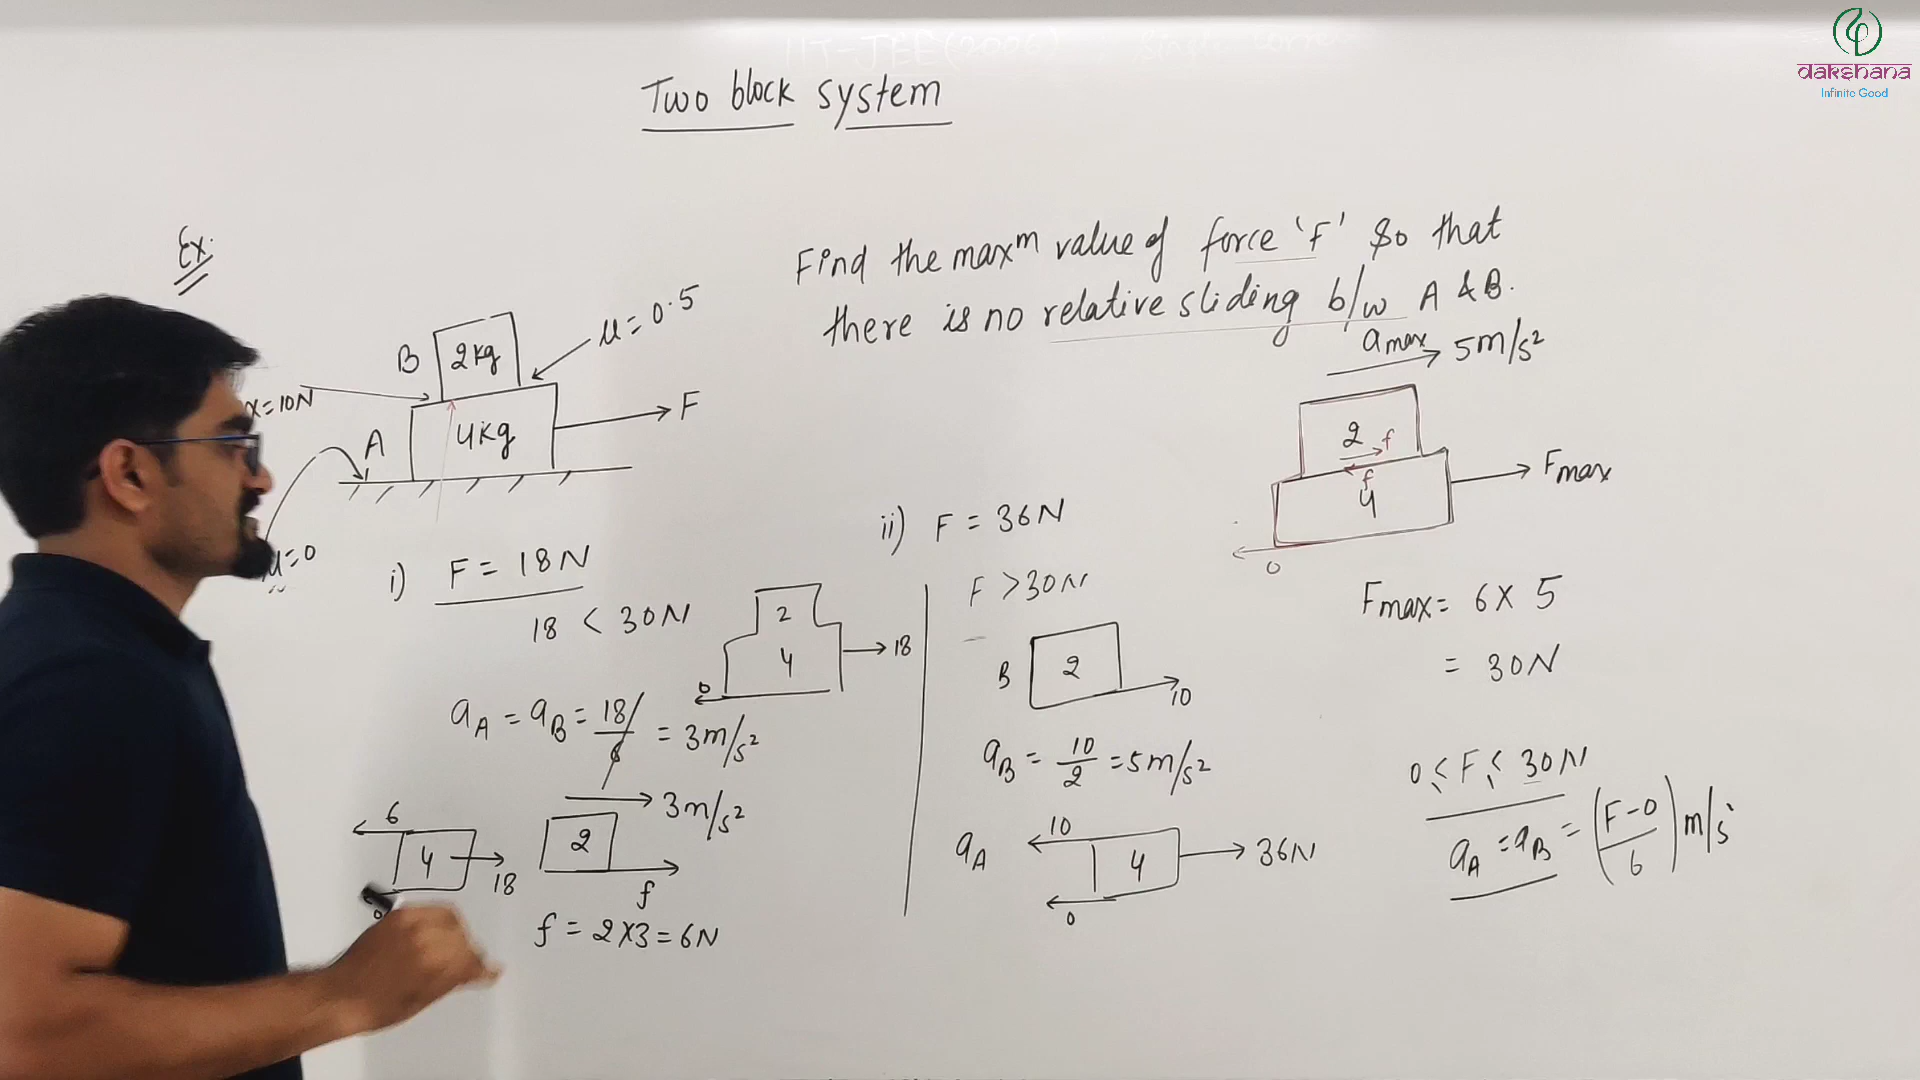 dakshana
Infinite Good
Two block system
Ex:
Find the maxᵐ value of force 'F' so that
there is no relative sliding b/w A & B.
B 2kg
μ = 0.5
x = 10N
A 4kg
F
μ = 0
amax 5m/s²
2 f
f
4
Fmax
0
Fmax = 6 x 5
= 30N
0 ≤ F ≤ 30N
aA = aB = (F-0/6) m/s
i) F = 18N
18 < 30N
2
4
18
0
aA = aB = 18/6 = 3m/s²
6
4
18
0
3m/s²
2
f
f = 2x3 = 6N
ii) F = 36N
F > 30N
B 2
10
aB = 10/2 = 5m/s²
aA
10
4
36N
0